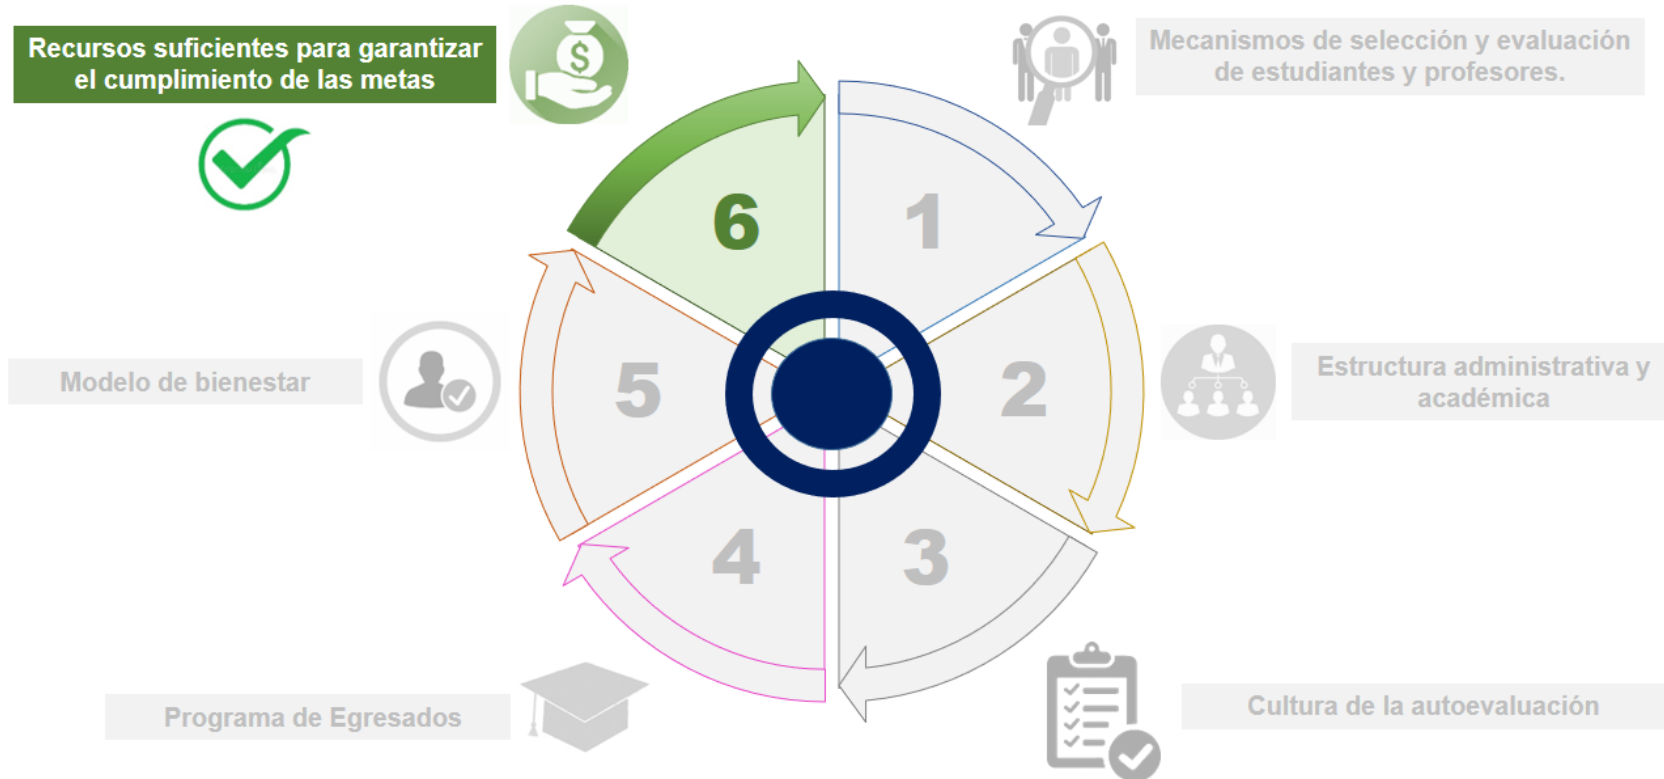 Recursos suficientes para garantizar
el cumplimiento de las metas
$
Mecanismos de selección y evaluación
de estudiantes y profesores.
6
1
Modelo de bienestar
5
2
Estructura administrativa y
académica
4
3
Programa de Egresados
Cultura de la autoevaluación